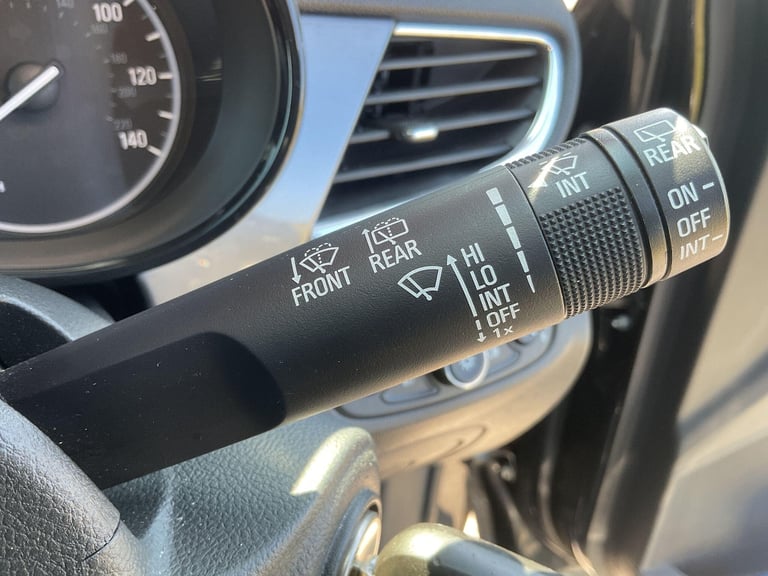 100
120
140
FRONT
REAR
HI
LO
INT
OFF
1x
INT
REAR
ON
OFF
INT